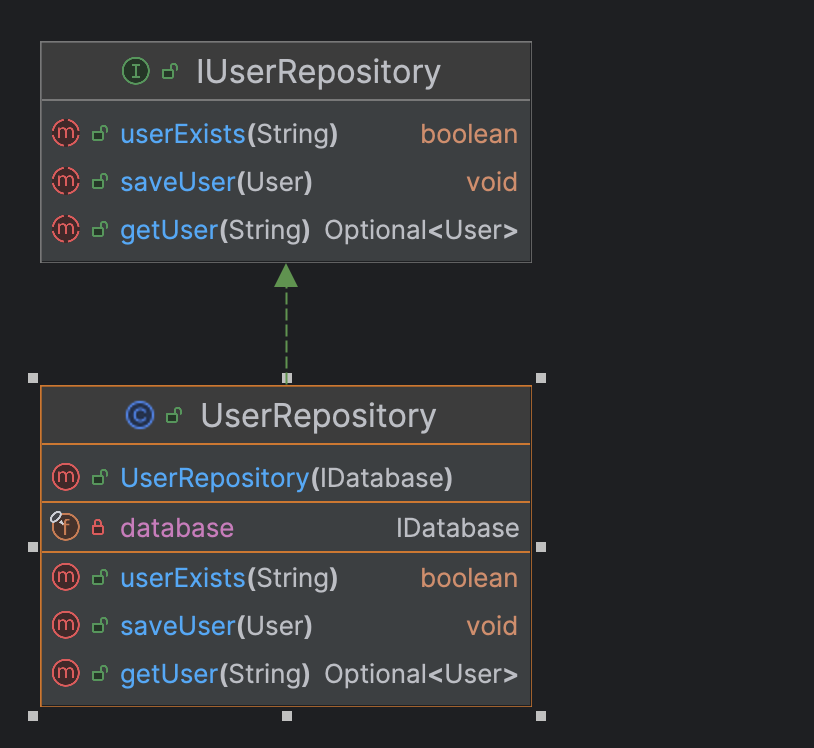 I IUserRepository
m userExists(String) boolean
m saveUser(User) void
m getUser(String) Optional<User>
C UserRepository
m UserRepository(IDatabase)
f database IDatabase
m userExists(String) boolean
m saveUser(User) void
m getUser(String) Optional<User>